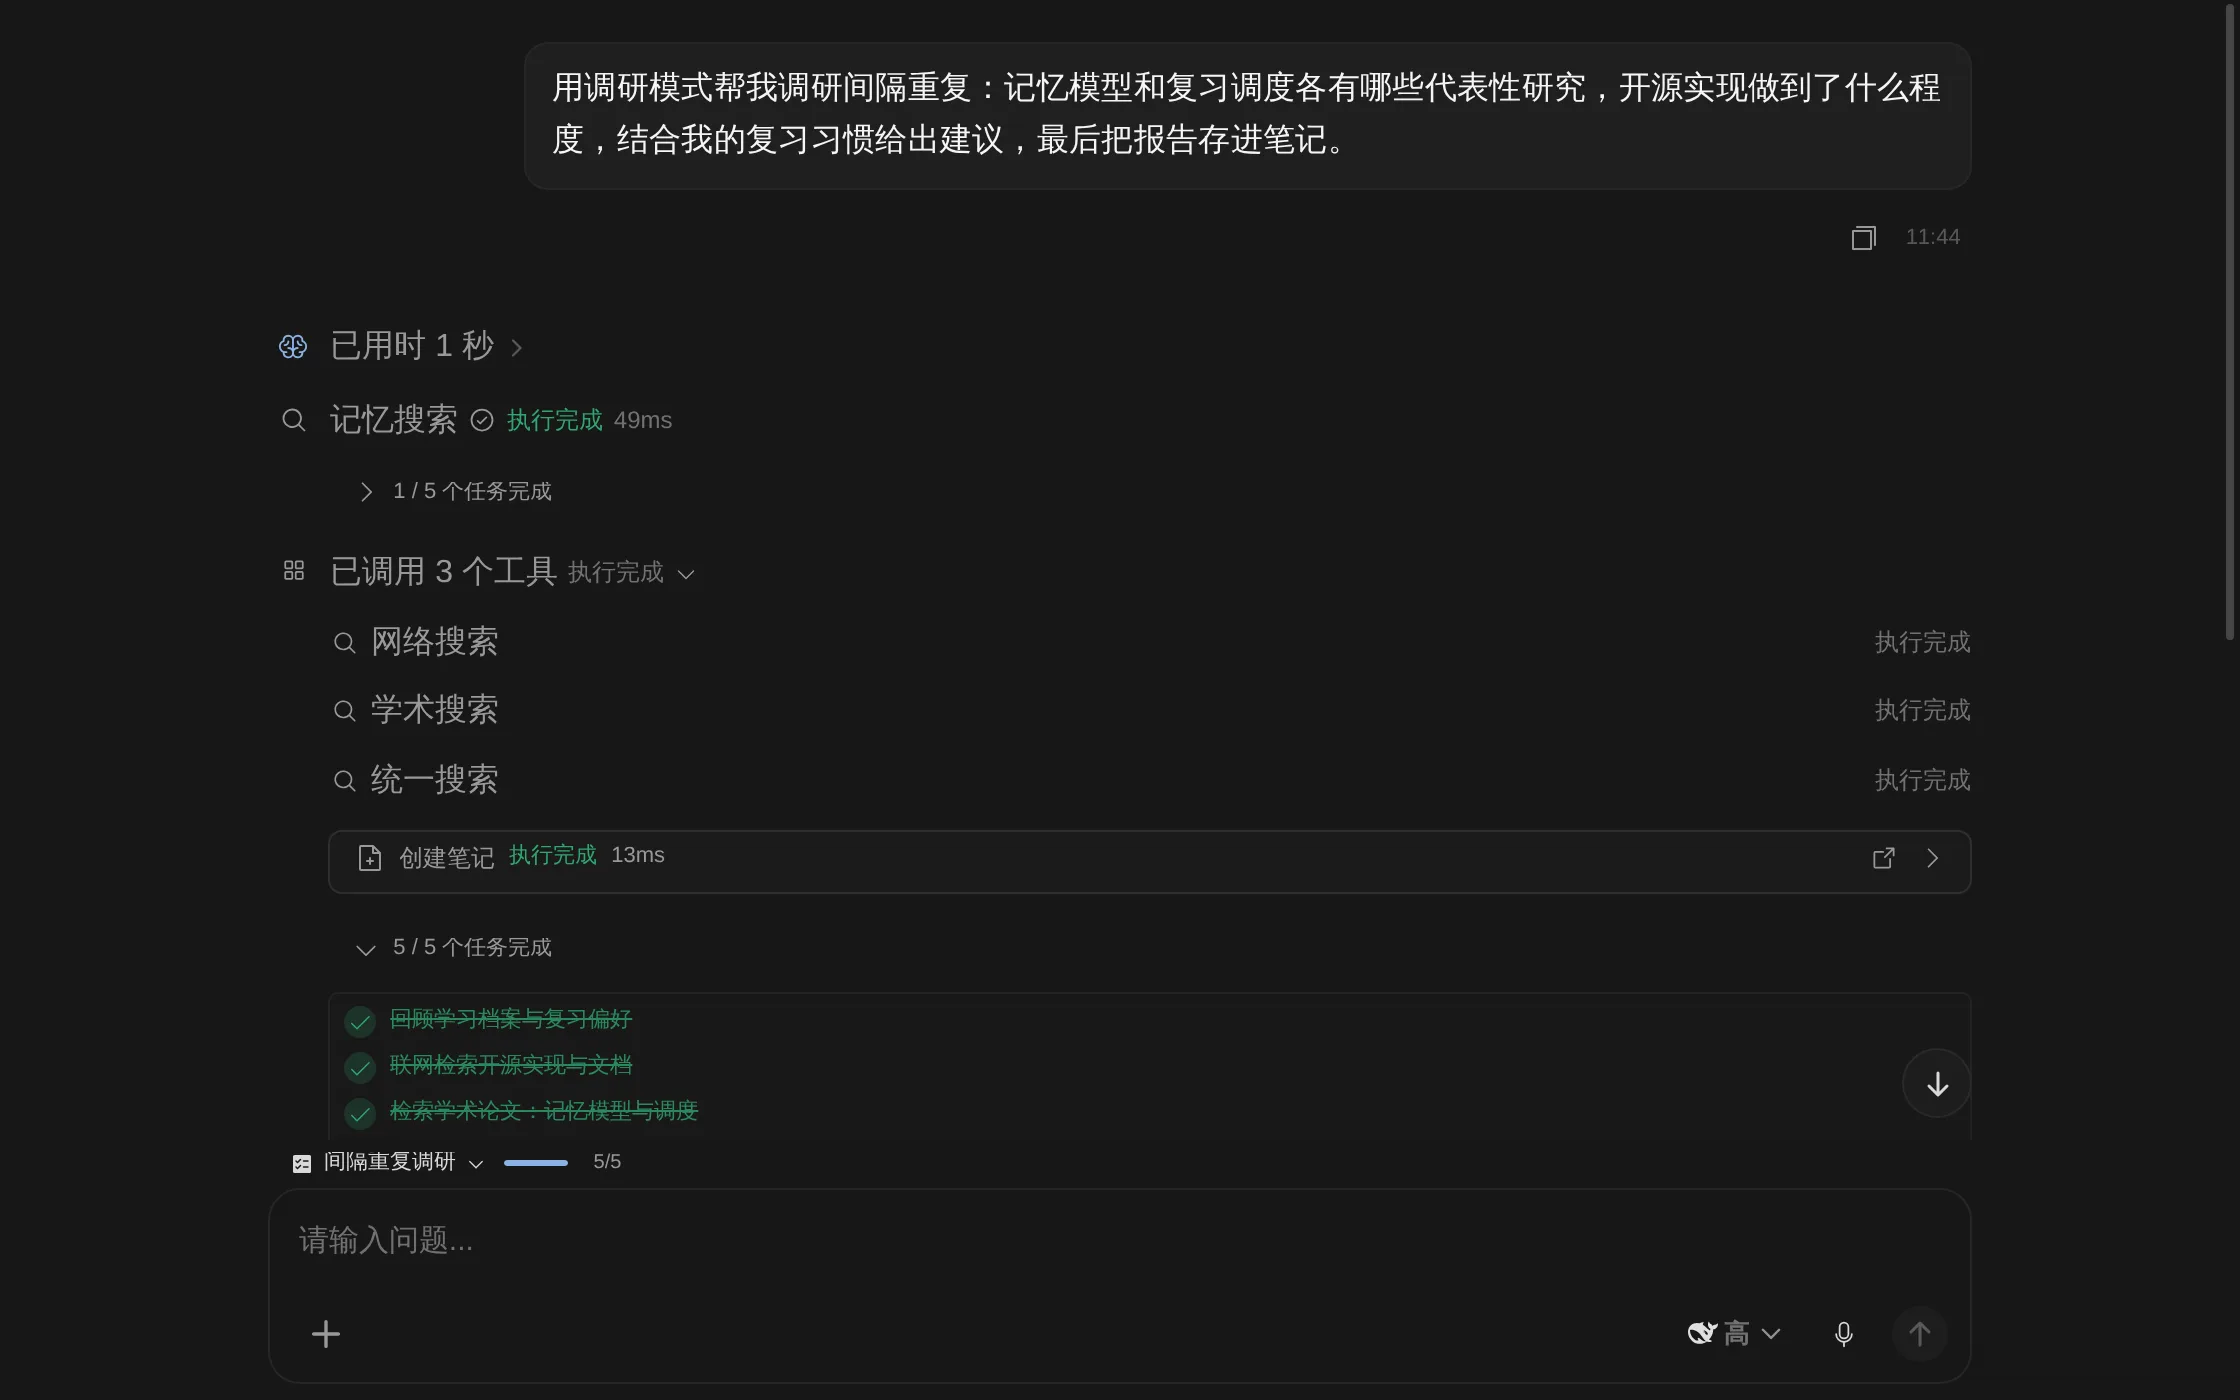 用调研模式帮我调研间隔重复：记忆模型和复习调度各有哪些代表性研究，开源实现做到了什么程
度，结合我的复习习惯给出建议，最后把报告存进笔记。
11:44
已用时 1 秒
记忆搜索 执行完成 49ms
1 / 5 个任务完成
已调用 3 个工具 执行完成
网络搜索 执行完成
学术搜索 执行完成
统一搜索 执行完成
创建笔记 执行完成 13ms
5 / 5 个任务完成
回顾学习档案与复习偏好
联网检索开源实现与文档
检索学术论文：记忆模型与调度
间隔重复调研 5/5
请输入问题...
高